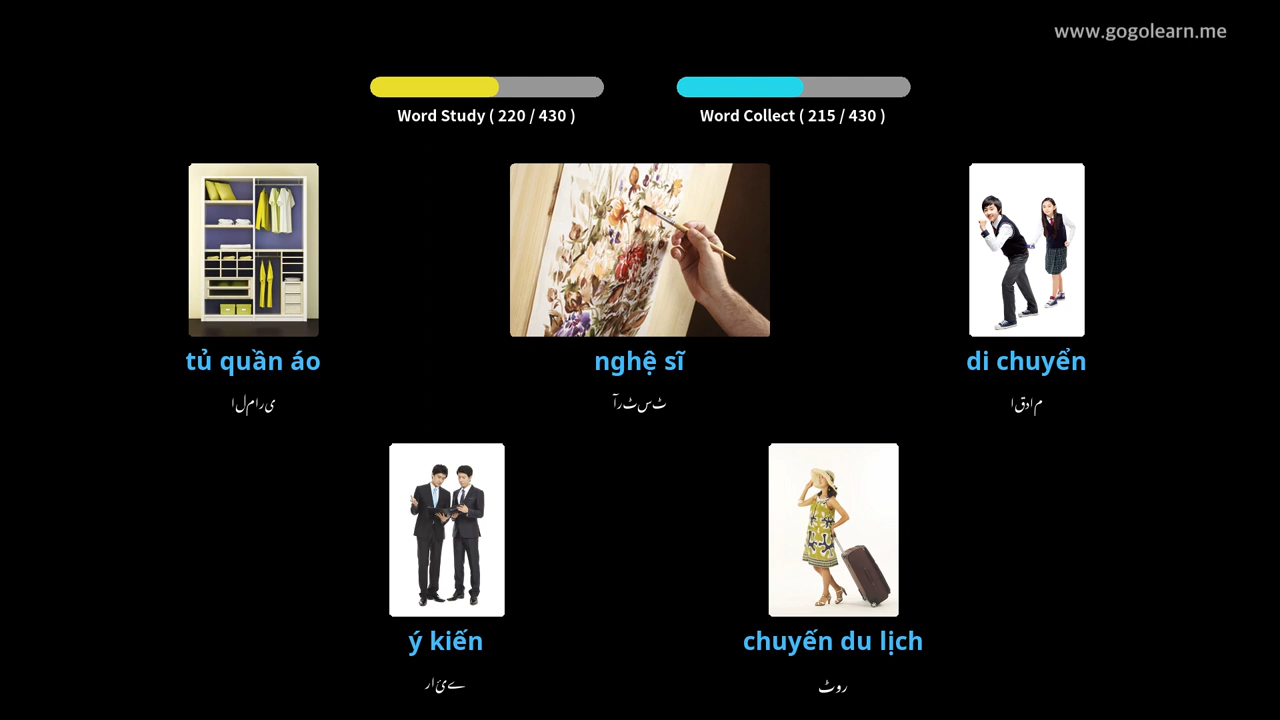 www.gogolearn.me
Word Study ( 220 / 430 )
Word Collect ( 215 / 430 )
tủ quần áo
nghệ sĩ
di chuyển
الماری
آرٹسٹ
اقدام
ý kiến
chuyến du lịch
رائے
ٹور